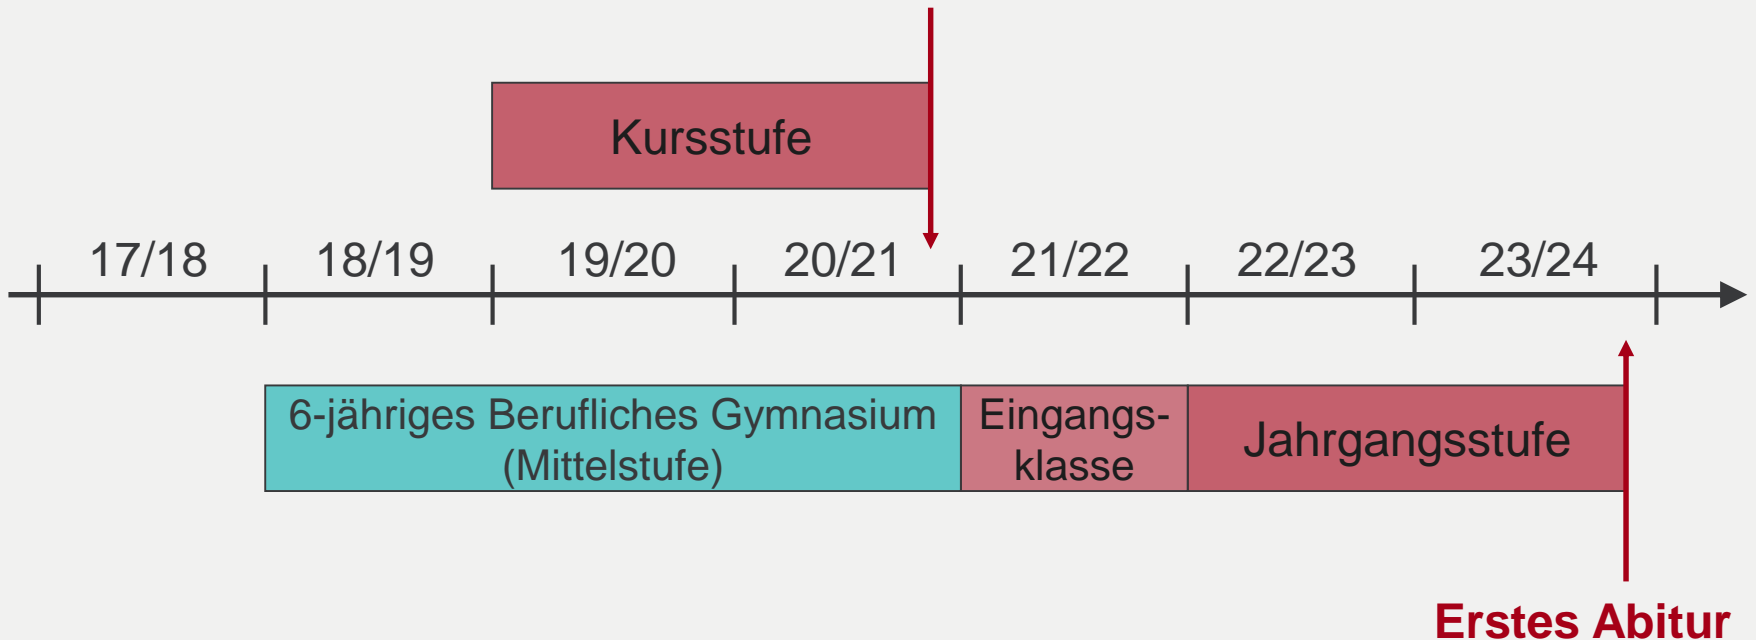 Kursstufe
17/18 18/19 19/20 20/21 21/22 22/23 23/24
6-jähriges Berufliches Gymnasium
(Mittelstufe)
Eingangs-
klasse
Jahrgangsstufe
Erstes Abitur